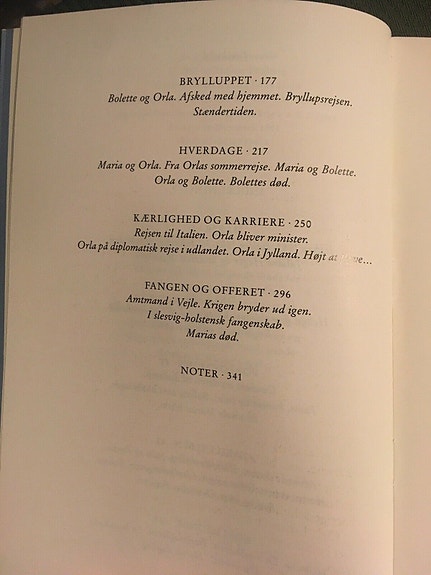 BRYLLUPPET · 177
Bolette og Orla. Afsked med hjemmet. Bryllupsrejsen.
Stændertiden.
HVERDAGE · 217
Maria og Orla. Fra Orlas sommerrejse. Maria og Bolette.
Orla og Bolette. Bolettes død.
KÆRLIGHED OG KARRIERE · 250
Rejsen til Italien. Orla bliver minister.
Orla på diplomatisk rejse i udlandet. Orla i Jylland. Højt at
FANGEN OG OFFERET · 296
Amtmand i Vejle. Krigen bryder ud igen.
I slesvig-holstensk fangenskab.
Marias død.
NOTER · 341